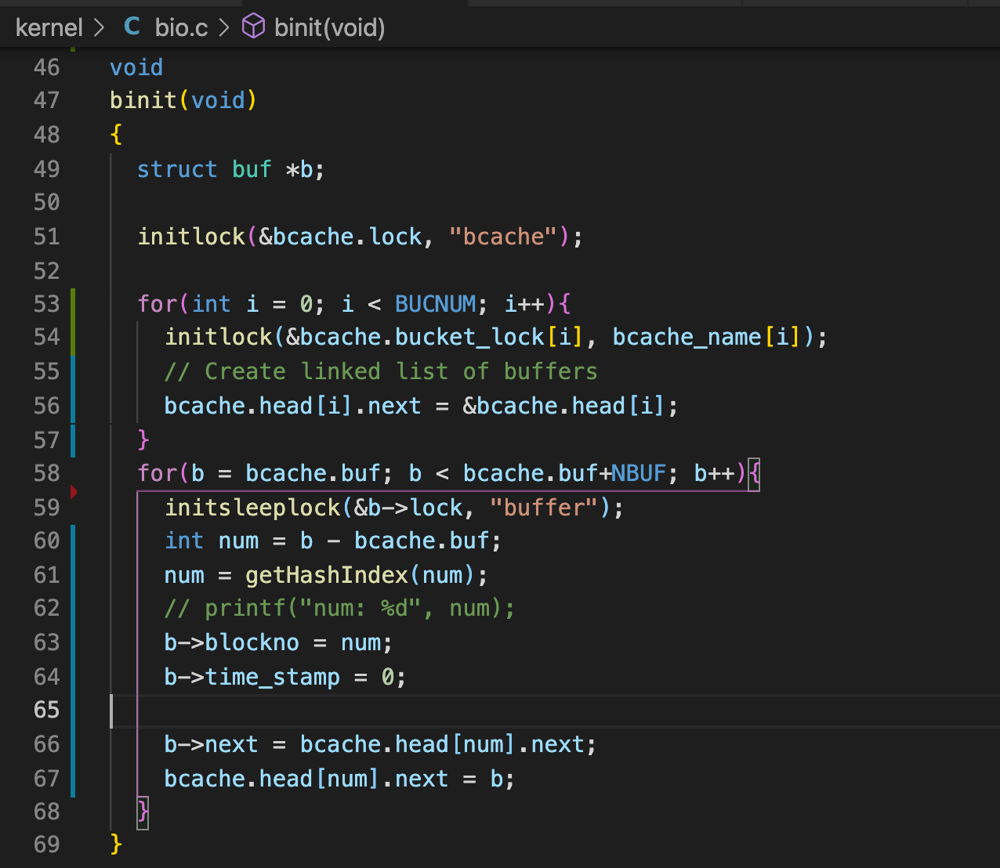 kernel > C bio.c > binit(void)
46 void
47 binit(void)
48 {
49 struct buf *b;
50
51 initlock(&bcache.lock, "bcache");
52
53 for(int i = 0; i < BUCNUM; i++){
54 initlock(&bcache.bucket_lock[i], bcache_name[i]);
55 // Create linked list of buffers
56 bcache.head[i].next = &bcache.head[i];
57 }
58 for(b = bcache.buf; b < bcache.buf+NBUF; b++){
59 initsleeplock(&b->lock, "buffer");
60 int num = b - bcache.buf;
61 num = getHashIndex(num);
62 // printf("num: %d", num);
63 b->blockno = num;
64 b->time_stamp = 0;
65
66 b->next = bcache.head[num].next;
67 bcache.head[num].next = b;
68 }
69 }